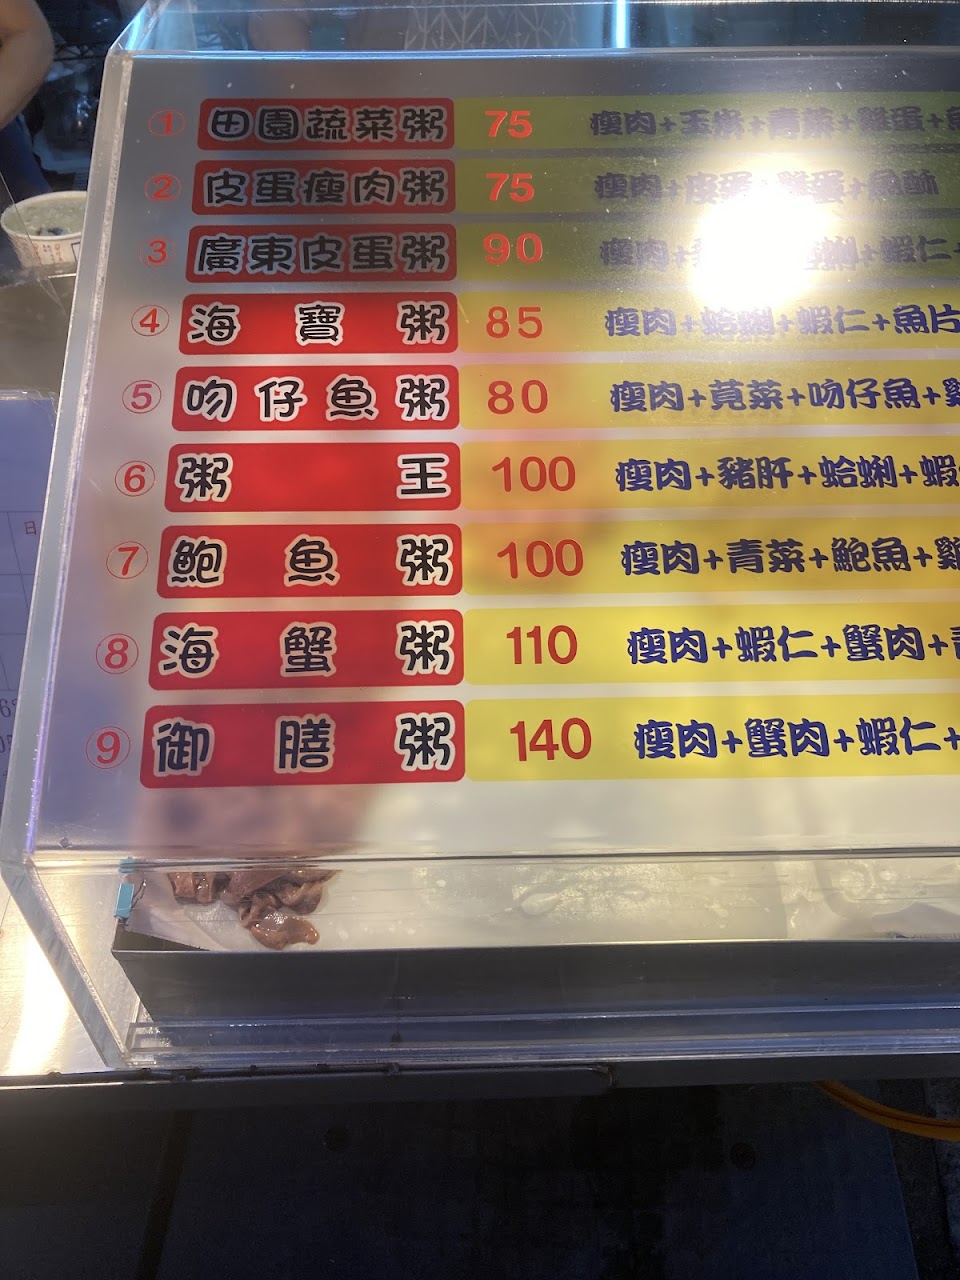 ① 田園蔬菜粥 75 瘦肉+玉米+青菜+雞蛋+
② 皮蛋瘦肉粥 75 瘦肉+皮蛋+雞蛋+魚酥
③ 廣東皮蛋粥 90 瘦肉+ 蛤蜊+蝦仁+
④ 海寶粥 85 瘦肉+蛤蜊+蝦仁+魚片
⑤ 吻仔魚粥 80 瘦肉+莧菜+吻仔魚+雞
⑥ 粥王 100 瘦肉+豬肝+蛤蜊+蝦
⑦ 鮑魚粥 100 瘦肉+青菜+鮑魚+雞
⑧ 海蟹粥 110 瘦肉+蝦仁+蟹肉+
⑨ 御膳粥 140 瘦肉+蟹肉+蝦仁+
日